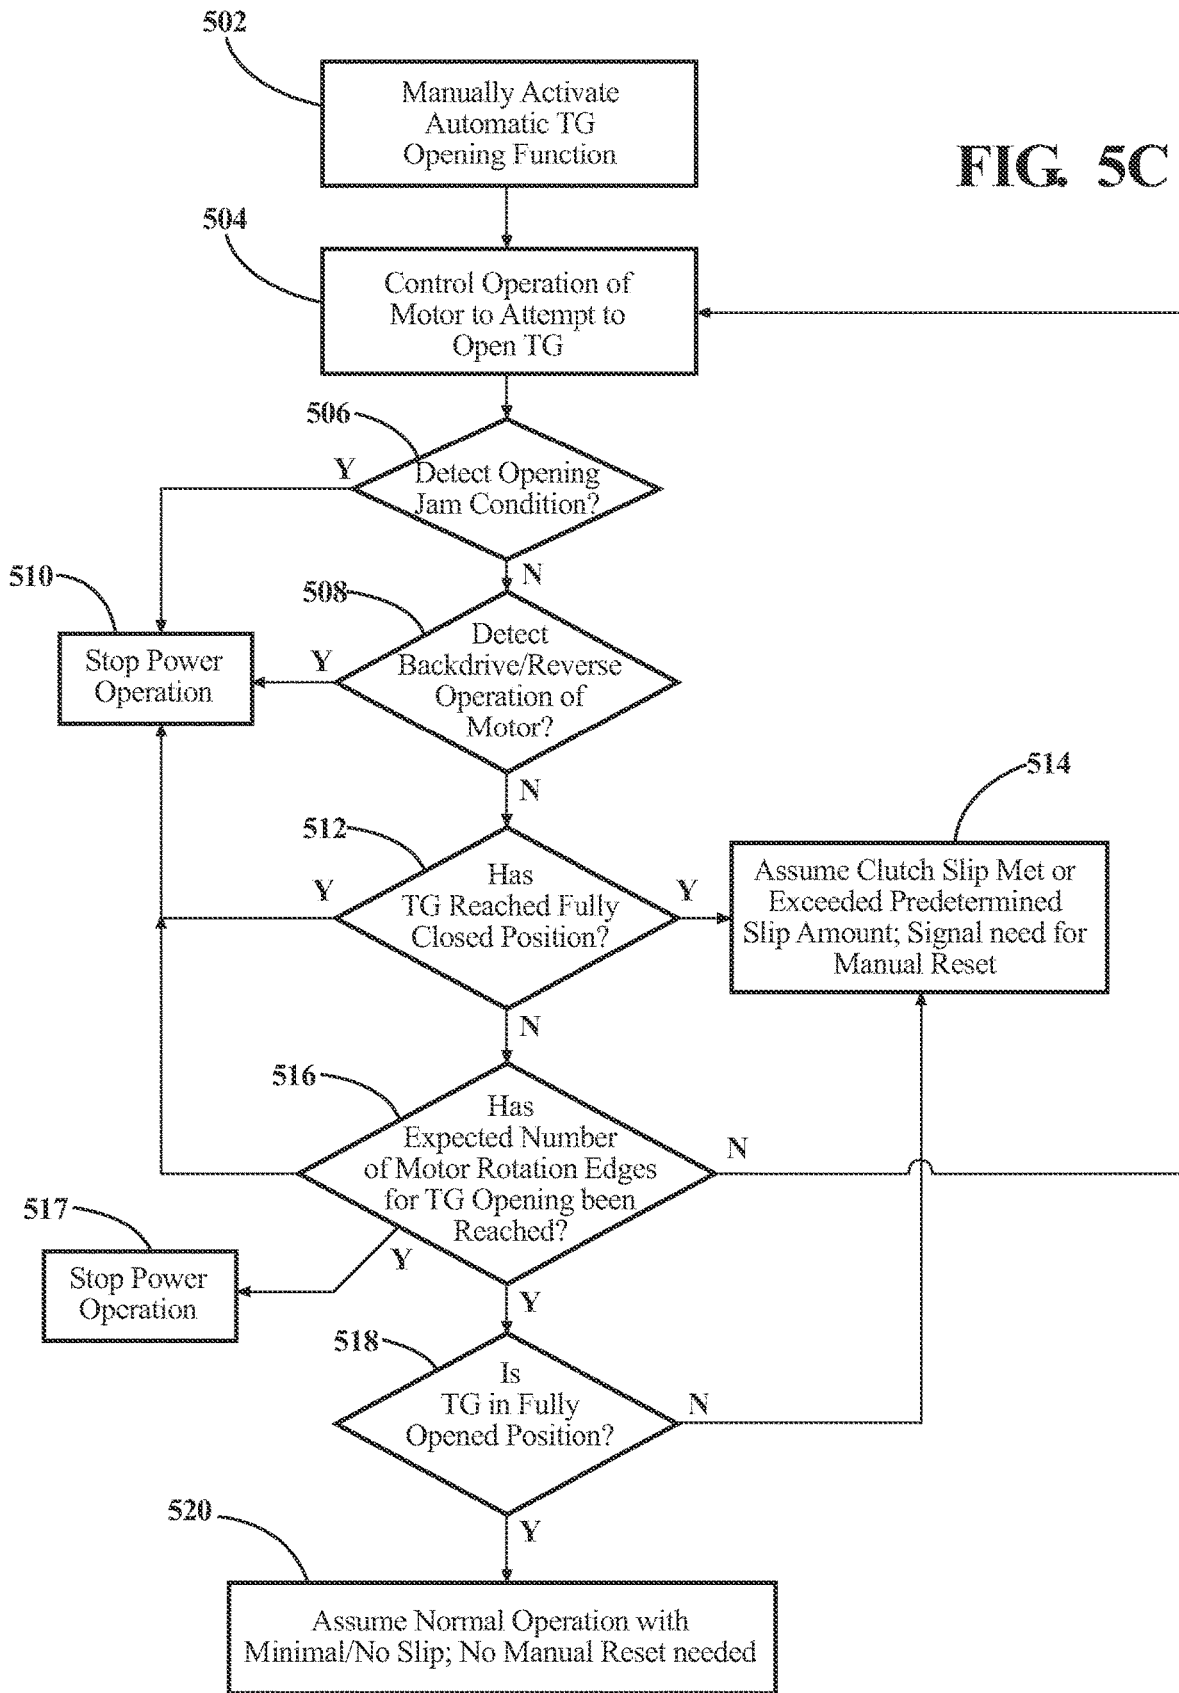 502
Manually Activate
Automatic TG
Opening Function
FIG. 5C
504
Control Operation of
Motor to Attempt to
Open TG
506
Y
Detect Opening
Jam Condition?
N
510
Stop Power
Operation
508
Y
Detect
Backdrive/Reverse
Operation of
Motor?
N
512
Y
Has
TG Reached Fully
Closed Position?
Y
514
Assume Clutch Slip Met or
Exceeded Predetermined
Slip Amount; Signal need for
Manual Reset
N
516
Has
Expected Number
of Motor Rotation Edges
for TG Opening been
Reached?
N
517
Y
Stop Power
Operation
Y
518
Is
TG in Fully
Opened Position?
N
Y
520
Assume Normal Operation with
Minimal/No Slip; No Manual Reset needed